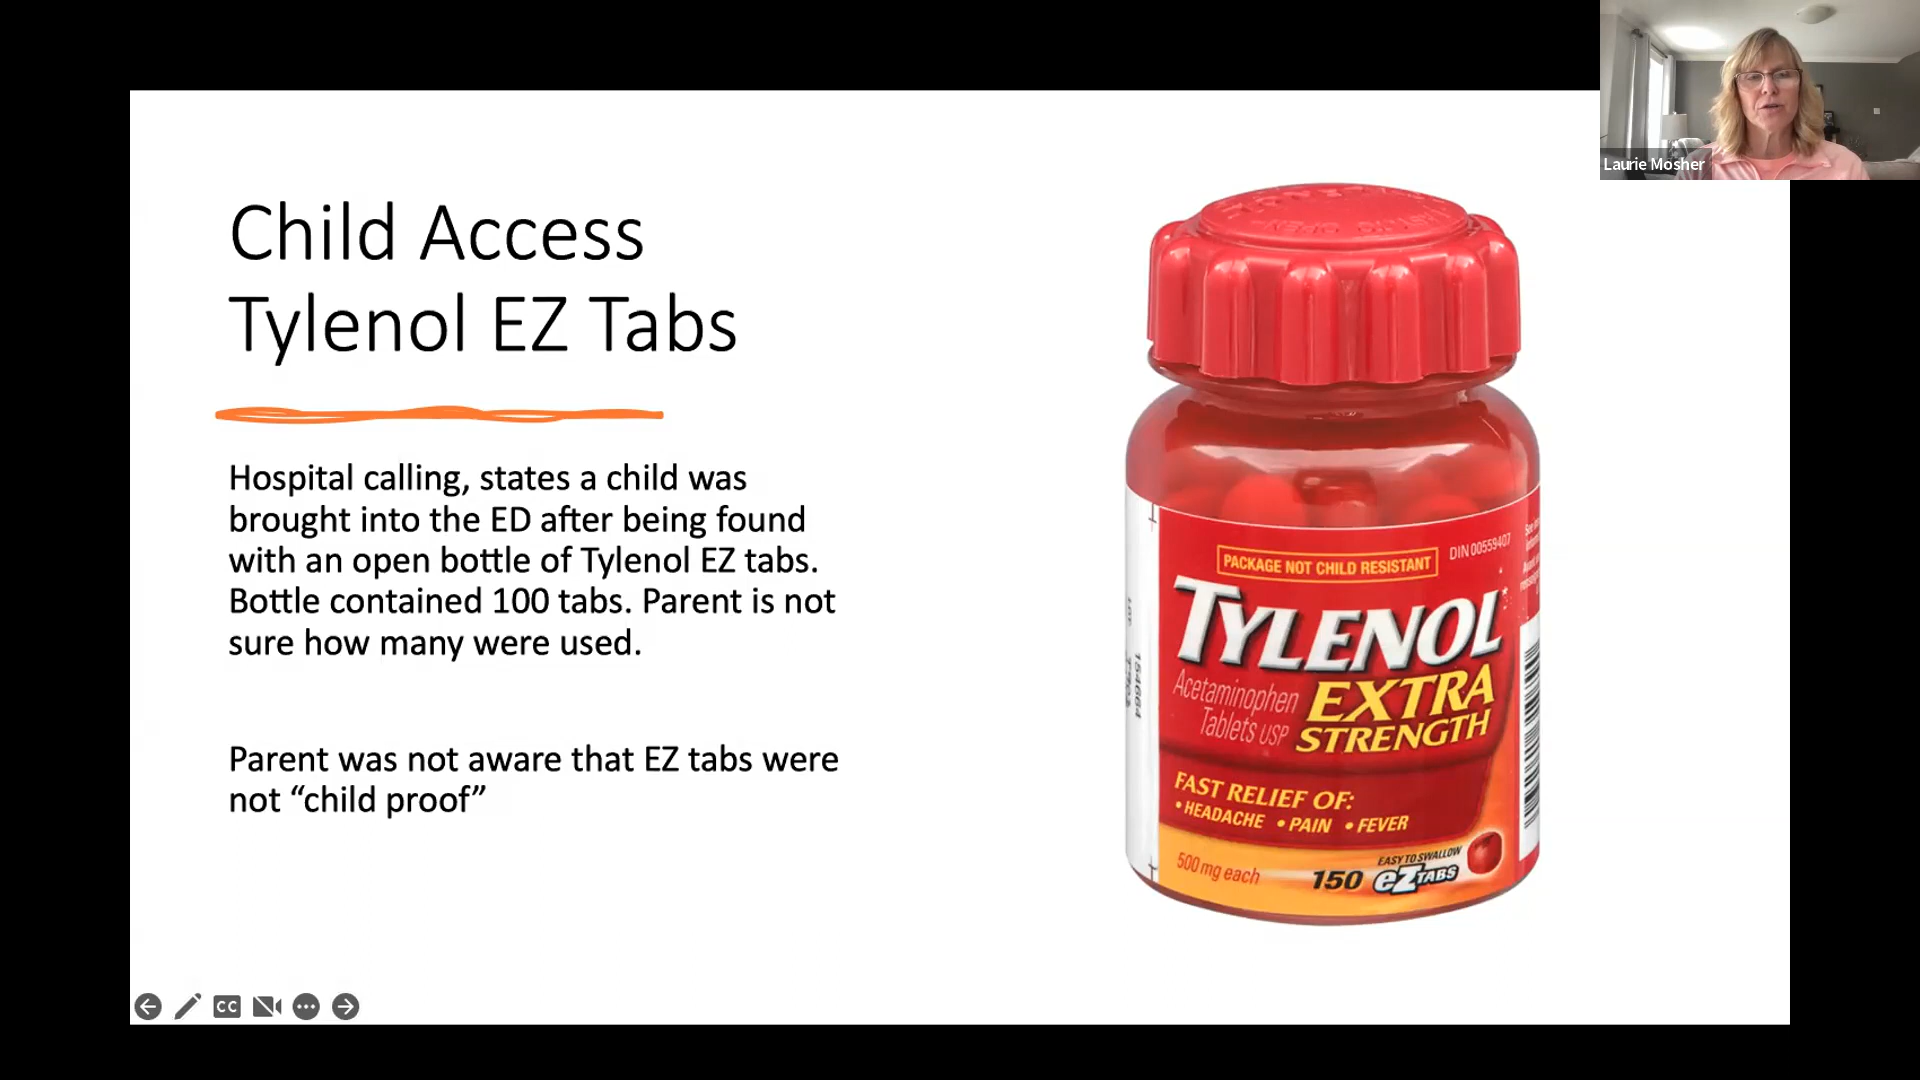 Laurie Mosher
Child Access
Tylenol EZ Tabs
Hospital calling, states a child was
brought into the ED after being found
with an open bottle of Tylenol EZ tabs.
Bottle contained 100 tabs. Parent is not
sure how many were used.
Parent was not aware that EZ tabs were
not “child proof”
PACKAGE NOT CHILD RESISTANT
DIN 00559407
TYLENOL
Acetaminophen
Tablets USP
EXTRA
STRENGTH
FAST RELIEF OF:
• HEADACHE • PAIN • FEVER
500 mg each
EASY TO SWALLOW
150 eZ TABS
CC